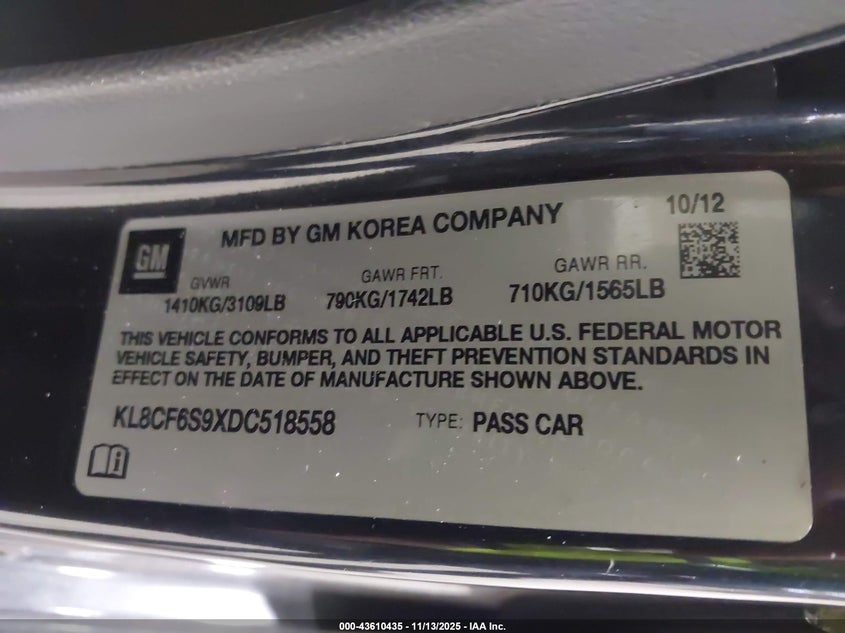 GM
MFD BY GM KOREA COMPANY
10/12
GVWR
GAWR FRT.
GAWR RR.
1410KG/3109LB
790KG/1742LB
710KG/1565LB
THIS VEHICLE CONFORMS TO ALL APPLICABLE U.S. FEDERAL MOTOR
VEHICLE SAFETY, BUMPER, AND THEFT PREVENTION STANDARDS IN
EFFECT ON THE DATE OF MANUFACTURE SHOWN ABOVE.
KL8CF6S9XDC518558
TYPE: PASS CAR
000-43610435 - 11/13/2025 - IAA Inc.